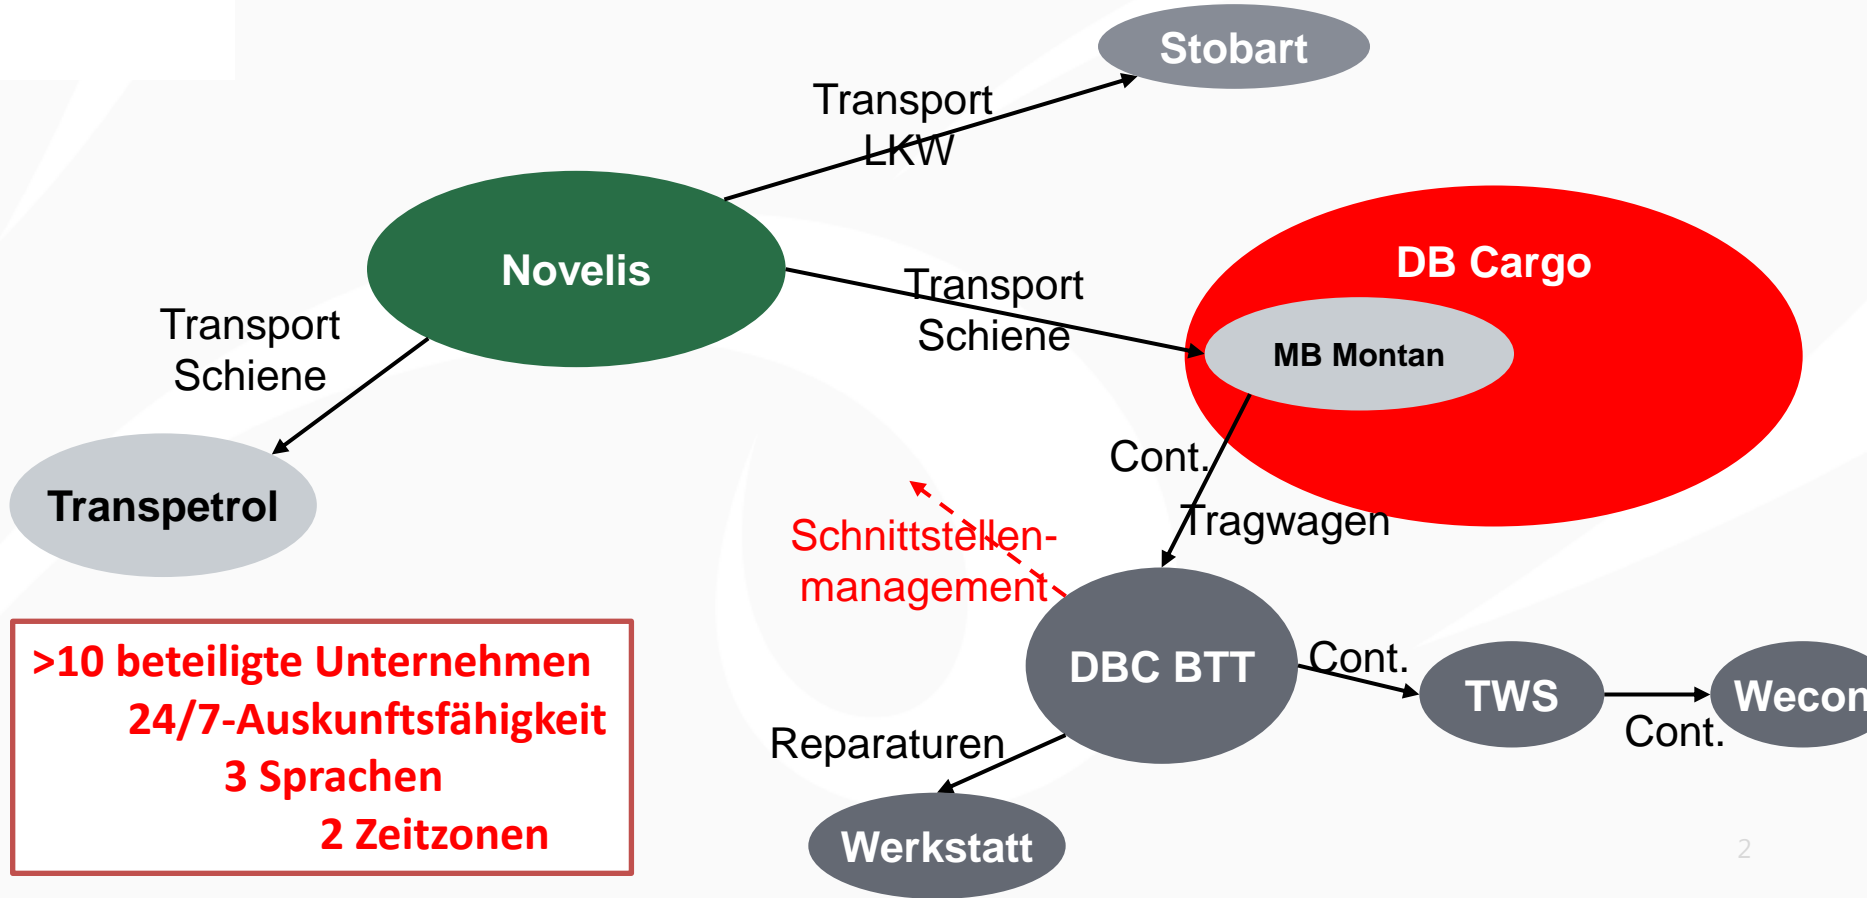 Stobart
Transport
LKW
Novelis
DB Cargo
Transport
Schiene
MB Montan
Transport
Schiene
Transpetrol
Cont.
Tragwagen
Schnittstellen-
management
DBC BTT
Cont.
TWS
Cont.
Wecon
Reparaturen
Werkstatt
>10 beteiligte Unternehmen
24/7-Auskunftsfähigkeit
3 Sprachen
2 Zeitzonen
2